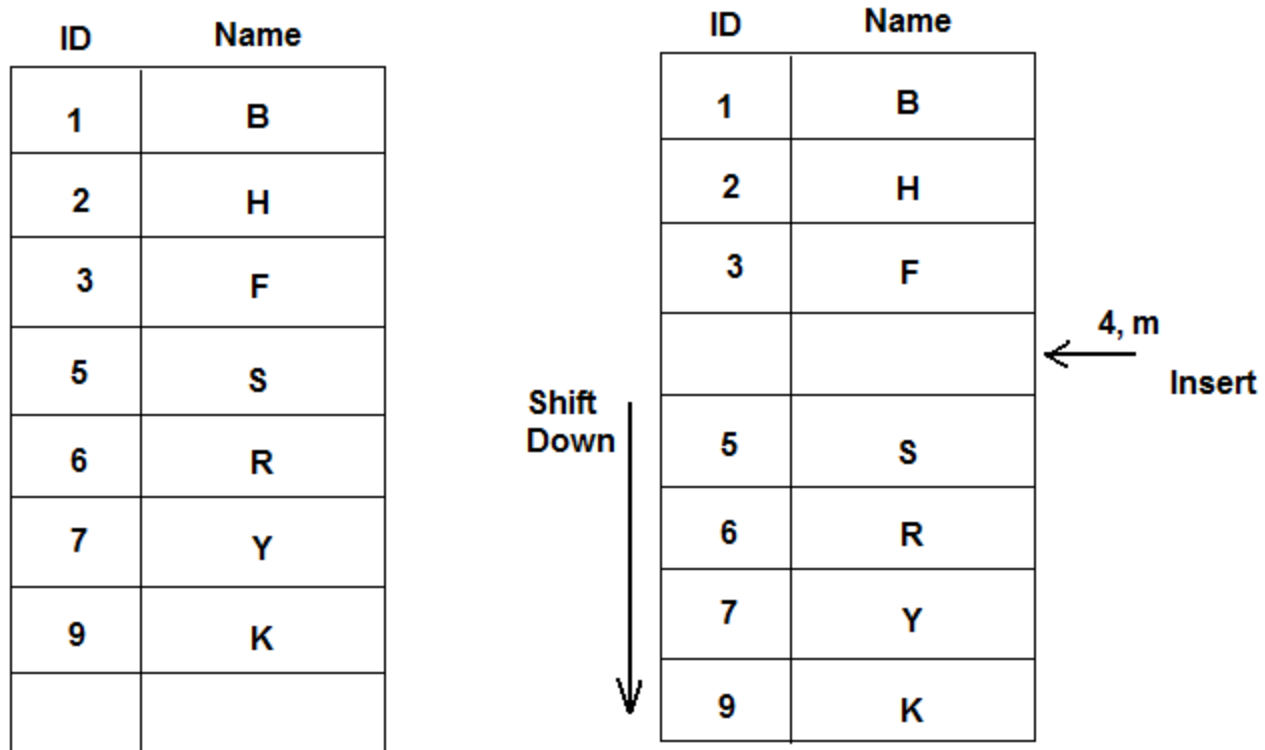 ID Name
1 B
2 H
3 F
5 S
6 R
7 Y
9 K
ID Name
1 B
2 H
3 F
4, m
Insert
Shift
Down
5 S
6 R
7 Y
9 K